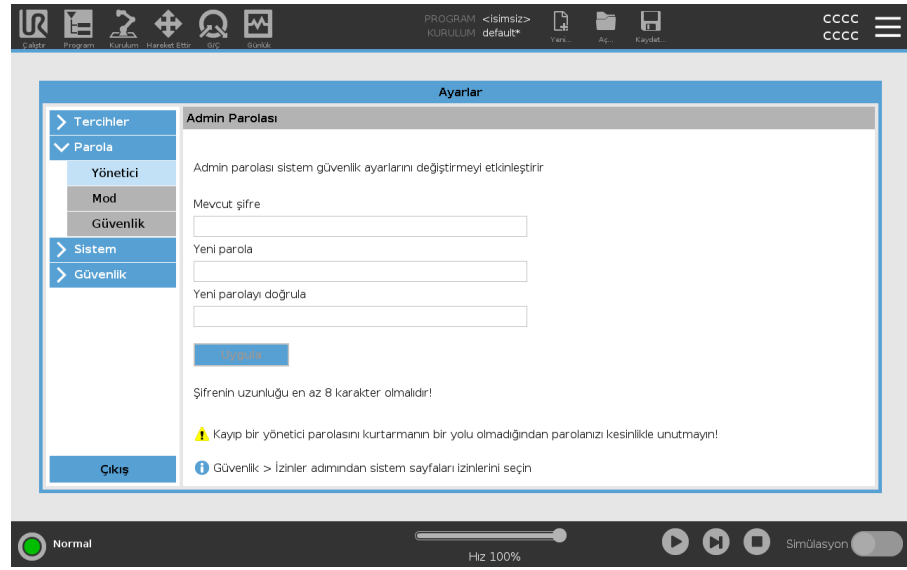 UR
PROGRAM <isimsiz>
KURULUM default*
cccc
cccc
Çalıştır Program Kurulum Hareket Ettir G/Ç Günlük Yeni... Aç... Kaydet...
Ayarlar
Tercihler
Parola
Yönetici
Mod
Güvenlik
Sistem
Güvenlik
Çıkış
Admin Parolası
Admin parolası sistem güvenlik ayarlarını değiştirmeyi etkinleştirir
Mevcut şifre
Yeni parola
Yeni parolayı doğrula
Uygula
Şifrenin uzunluğu en az 8 karakter olmalıdır!
Kayıp bir yönetici parolasını kurtarmanın bir yolu olmadığından parolanızı kesinlikle unutmayın!
Güvenlik > İzinler adımından sistem sayfaları izinlerini seçin
Normal
Hız 100%
Simülasyon